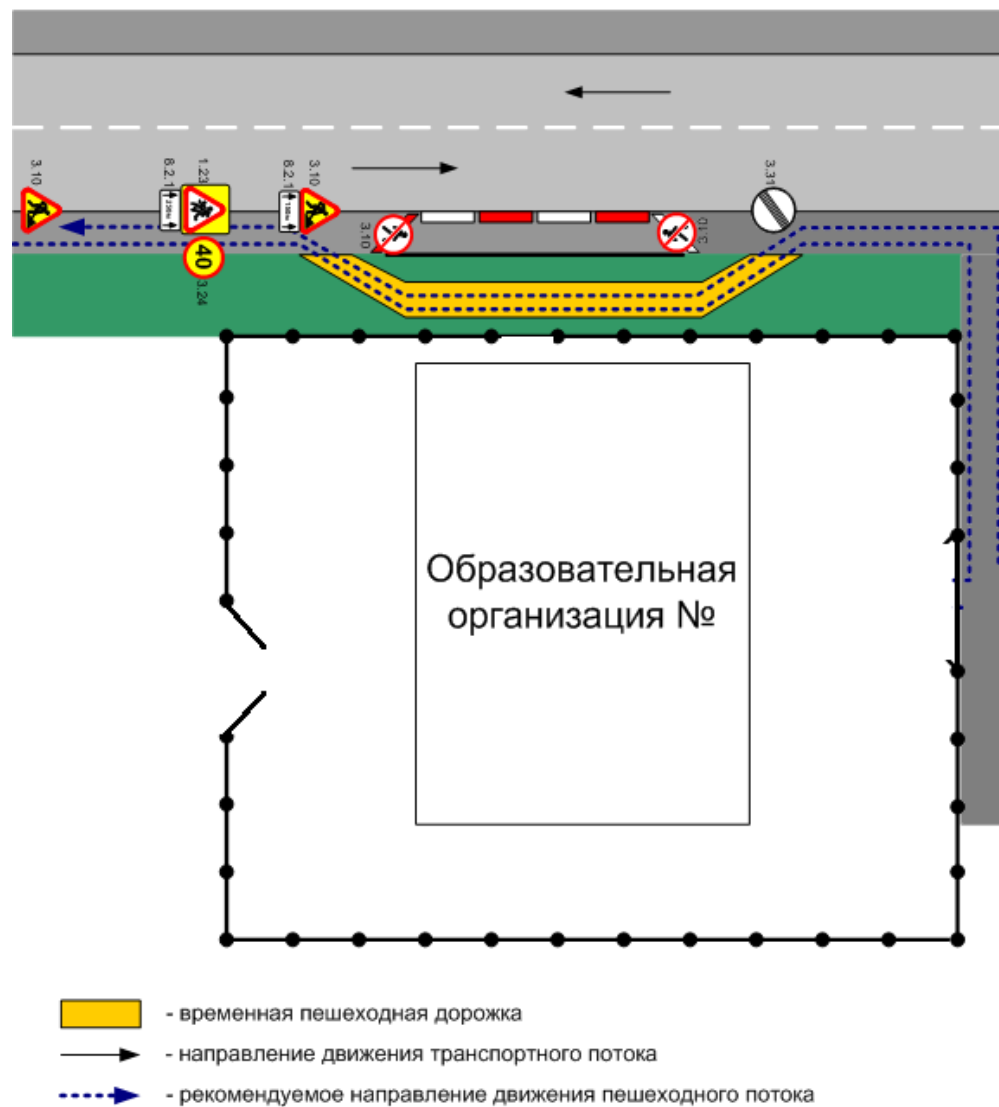 3.10
8.2.1
1.23
8.2.1
3.10
3.31
3.10
3.10
40
3.24
Образовательная
организация №
- временная пешеходная дорожка
- направление движения транспортного потока
- рекомендуемое направление движения пешеходного потока